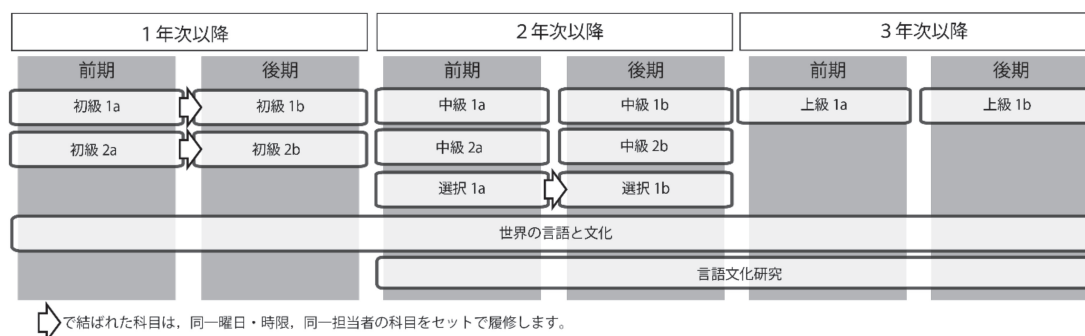 1年次以降 2年次以降 3年次以降
前期 後期 前期 後期 前期 後期
初級 1a 初級 1b 中級 1a 中級 1b 上級 1a 上級 1b
初級 2a 初級 2b 中級 2a 中級 2b
選択 1a 選択 1b
世界の言語と文化
言語文化研究
で結ばれた科目は，同一曜日・時限，同一担当者の科目をセットで履修します。